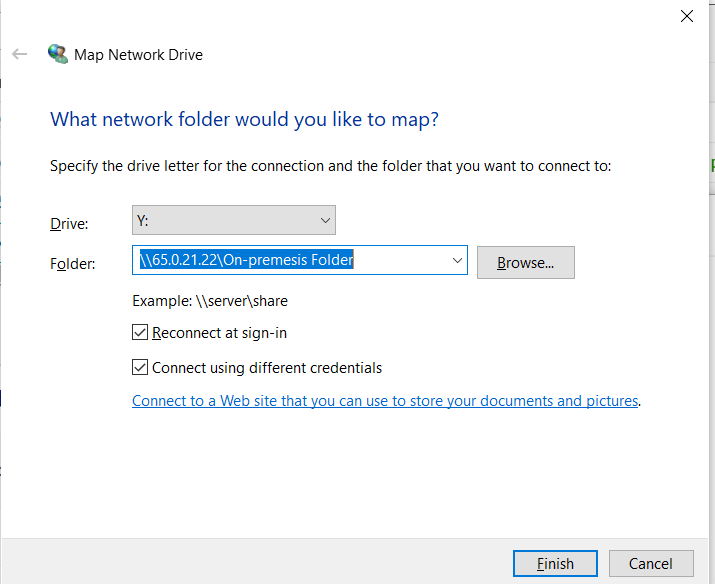 Map Network Drive
What network folder would you like to map?
Specify the drive letter for the connection and the folder that you want to connect to:
Drive: Y:
Folder: \\65.0.21.22\On-premesis Folder Browse...
Example: \\server\share
Reconnect at sign-in
Connect using different credentials
Connect to a Web site that you can use to store your documents and pictures.
Finish Cancel